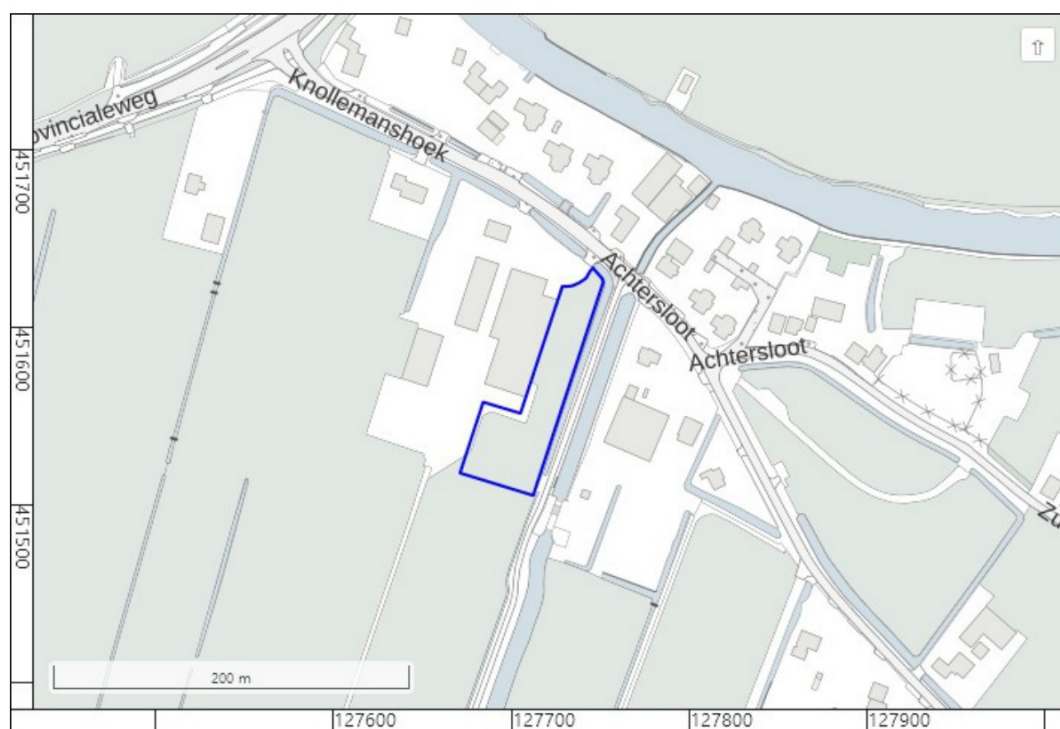 ⇧
ovincialeweg
Knollemanshoek
Achtersloot
Achtersloot
Zu
451700
451600
451500
200 m
127600
127700
127800
127900